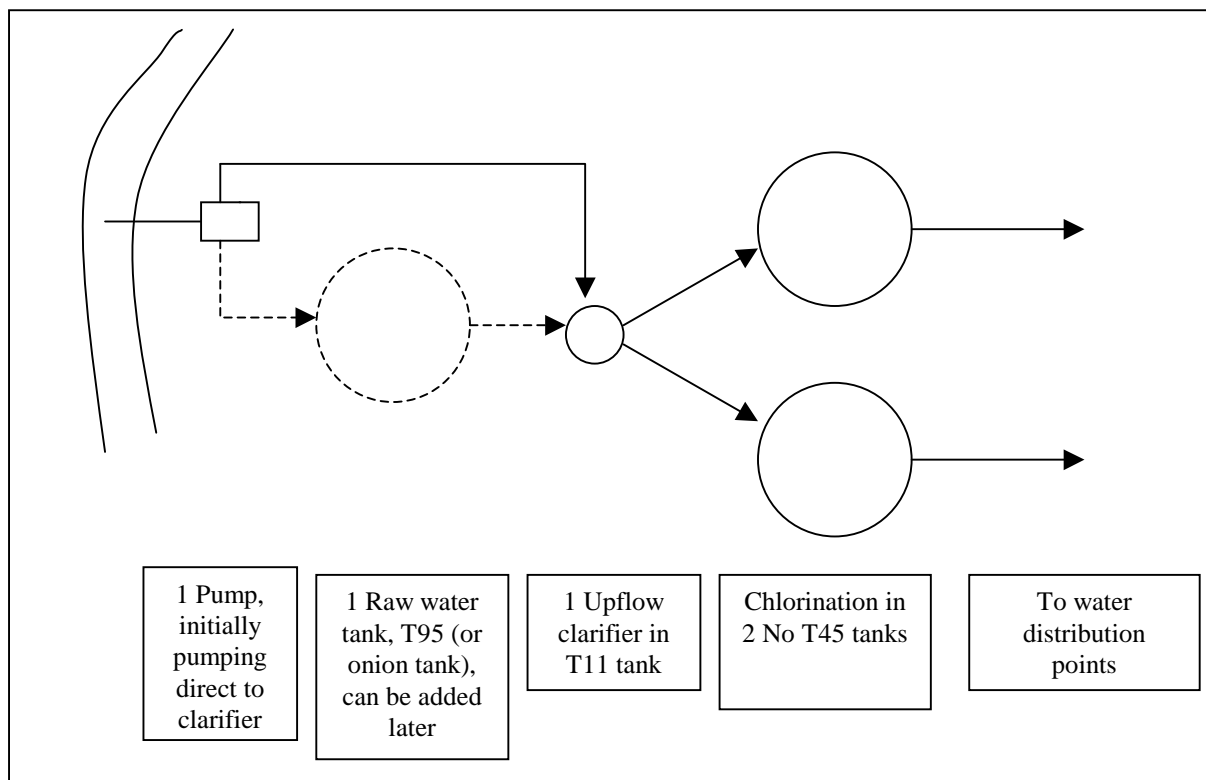 1 Pump,
initially
pumping
direct to
clarifier
1 Raw water
tank, T95 (or
onion tank),
can be added
later
1 Upflow
clarifier in
T11 tank
Chlorination in
2 No T45 tanks
To water
distribution
points